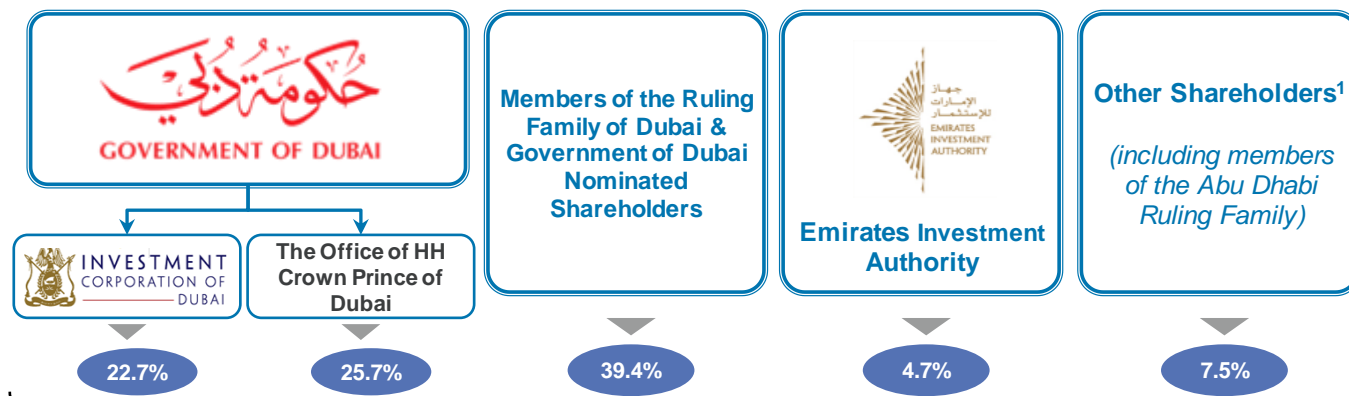 حكومة دبي
GOVERNMENT OF DUBAI
INVESTMENT
CORPORATION OF
DUBAI
22.7%
The Office of HH
Crown Prince of
Dubai
25.7%
Members of the Ruling
Family of Dubai &
Government of Dubai
Nominated
Shareholders
39.4%
جهاز
الإمارات
للإستثمار
EMIRATES
INVESTMENT
AUTHORITY
Emirates Investment
Authority
4.7%
Other Shareholders¹
(including members
of the Abu Dhabi
Ruling Family)
7.5%